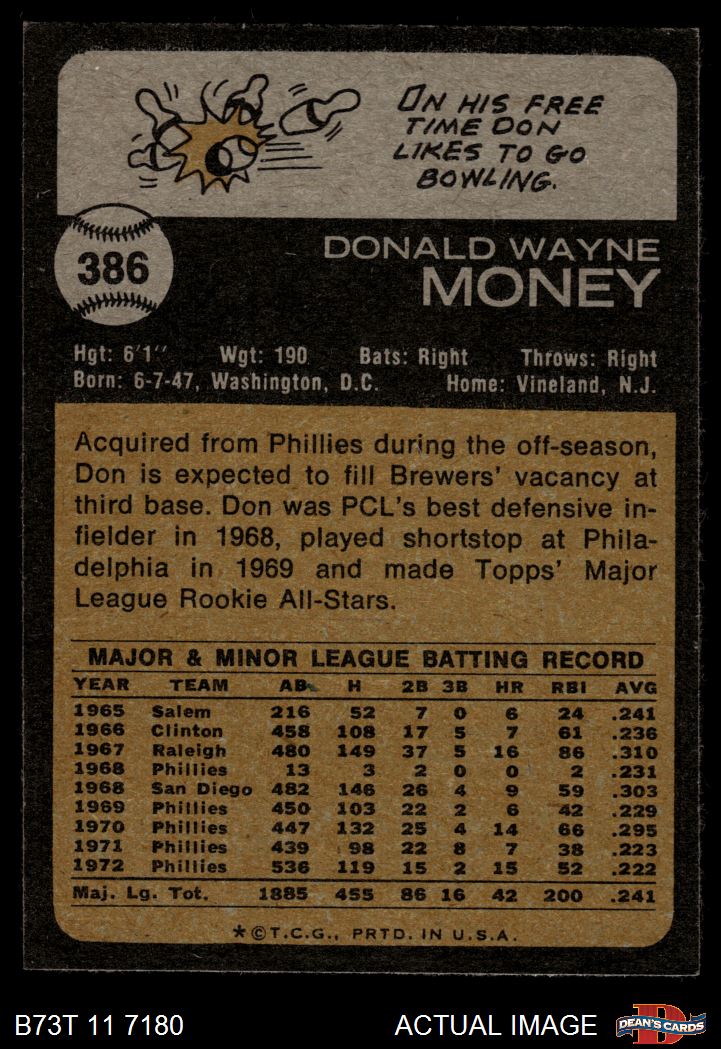 ON HIS FREE
TIME DON
LIKES TO GO
BOWLING.
386
DONALD WAYNE
MONEY
Hgt: 6'1" Wgt: 190 Bats: Right Throws: Right
Born: 6-7-47, Washington, D.C. Home: Vineland, N.J.
Acquired from Phillies during the off-season,
Don is expected to fill Brewers' vacancy at
third base. Don was PCL's best defensive in-
fielder in 1968, played shortstop at Phila-
delphia in 1969 and made Topps' Major
League Rookie All-Stars.
MAJOR & MINOR LEAGUE BATTING RECORD
YEAR TEAM AB H 2B 3B HR RBI AVG
1965 Salem 216 52 7 0 6 24 .241
1966 Clinton 458 108 17 5 7 61 .236
1967 Raleigh 480 149 37 5 16 86 .310
1968 Phillies 13 3 2 0 0 2 .231
1968 San Diego 482 146 26 4 9 59 .303
1969 Phillies 450 103 22 2 6 42 .229
1970 Phillies 447 132 25 4 14 66 .295
1971 Phillies 439 98 22 8 7 38 .223
1972 Phillies 536 119 15 2 15 52 .222
Maj. Lg. Tot. 1885 455 86 16 42 200 .241
*©T.C.G., PRTD. IN U.S.A.
B73T 11 7180 ACTUAL IMAGE D DEAN'S CARDS